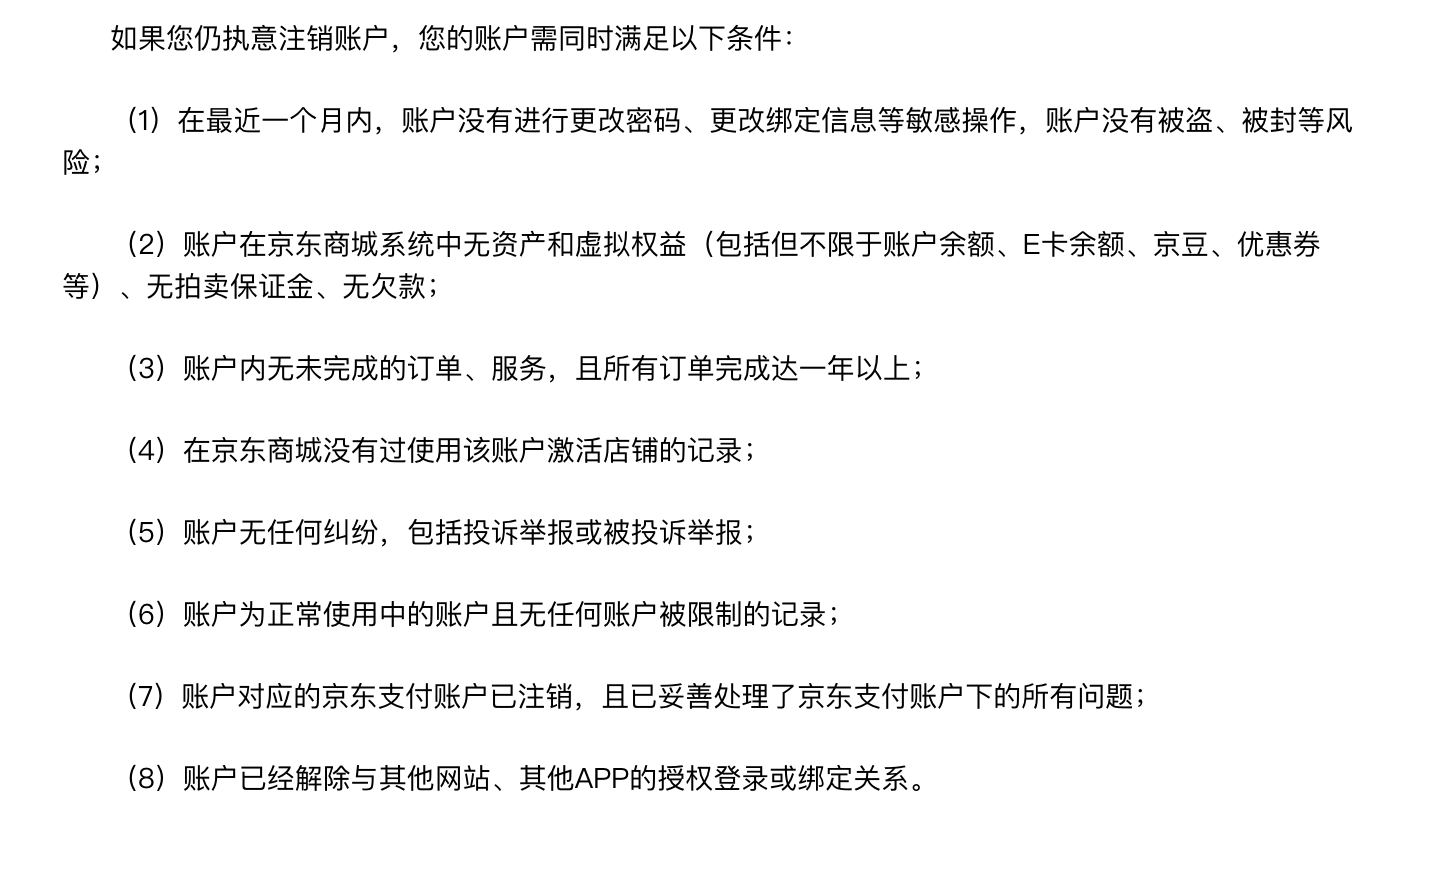 如果您仍执意注销账户，您的账户需同时满足以下条件：
（1）在最近一个月内，账户没有进行更改密码、更改绑定信息等敏感操作，账户没有被盗、被封等风
险；
（2）账户在京东商城系统中无资产和虚拟权益（包括但不限于账户余额、E卡余额、京豆、优惠券
等）、无拍卖保证金、无欠款；
（3）账户内无未完成的订单、服务，且所有订单完成达一年以上；
（4）在京东商城没有过使用该账户激活店铺的记录；
（5）账户无任何纠纷，包括投诉举报或被投诉举报；
（6）账户为正常使用中的账户且无任何账户被限制的记录；
（7）账户对应的京东支付账户已注销，且已妥善处理了京东支付账户下的所有问题；
（8）账户已经解除与其他网站、其他APP的授权登录或绑定关系。